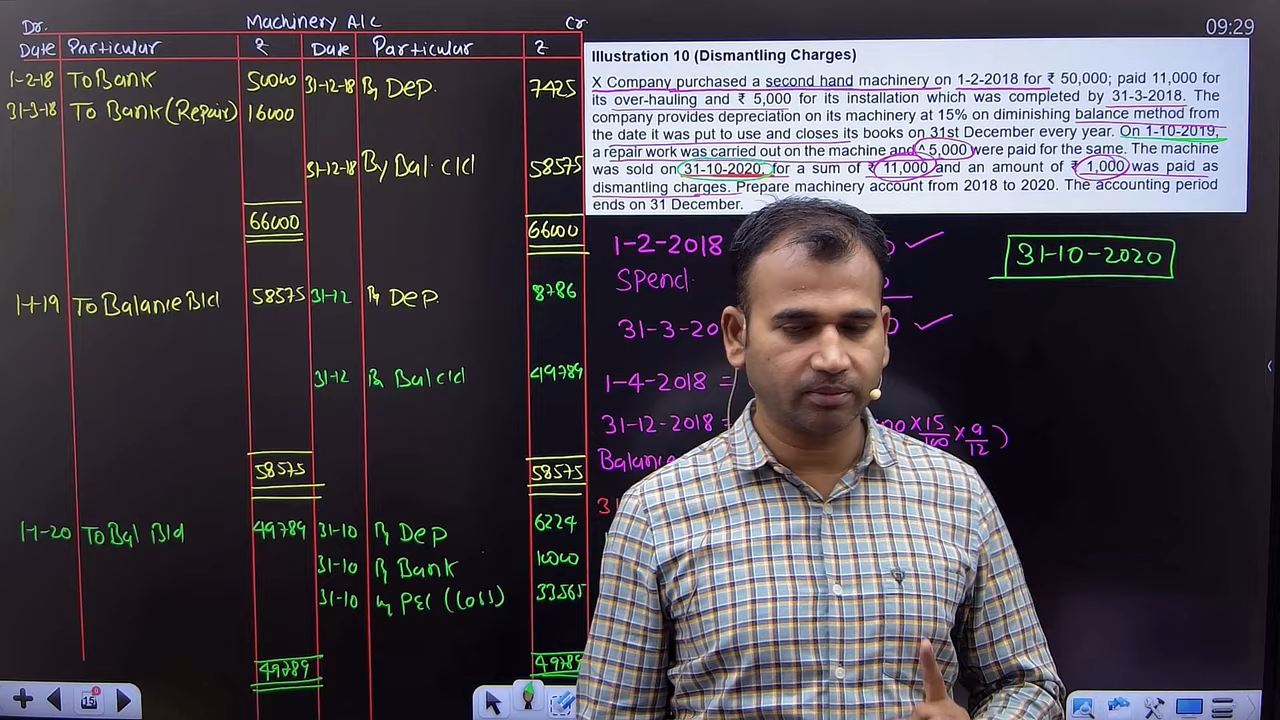 09:29
Machinery A/c
Dr. Cr.
Date Particular ₹ Date Particular ₹
1-2-18 To Bank 50000 31-12-18 By Dep. 7425
31-3-18 To Bank (Repair) 16000
31-12-18 By Bal. c/d 58575
66000 66000
1-1-19 To Balance B/d 58575 31-12 By Dep. 8786
31-12 By Bal c/d 49789
58575 58575
1-1-20 To Bal B/d 49789 31-10 By Dep 6224
31-10 By Bank 10000
31-10 By P&L (Loss) 33565
49789 49789
Illustration 10 (Dismantling Charges)
X Company purchased a second hand machinery on 1-2-2018 for ₹ 50,000; paid 11,000 for
its over-hauling and ₹ 5,000 for its installation which was completed by 31-3-2018. The
company provides depreciation on its machinery at 15% on diminishing balance method from
the date it was put to use and closes its books on 31st December every year. On 1-10-2019,
a repair work was carried out on the machine and 5,000 were paid for the same. The machine
was sold on 31-10-2020, for a sum of ₹ 11,000 and an amount of ₹ 1,000 was paid as
dismantling charges. Prepare machinery account from 2018 to 2020. The accounting period
ends on 31 December.
1-2-2018
Spend
31-3-20
1-4-2018 =
31-12-2018 = × 15/100 × 9/12)
Balance
31-10-2020
15